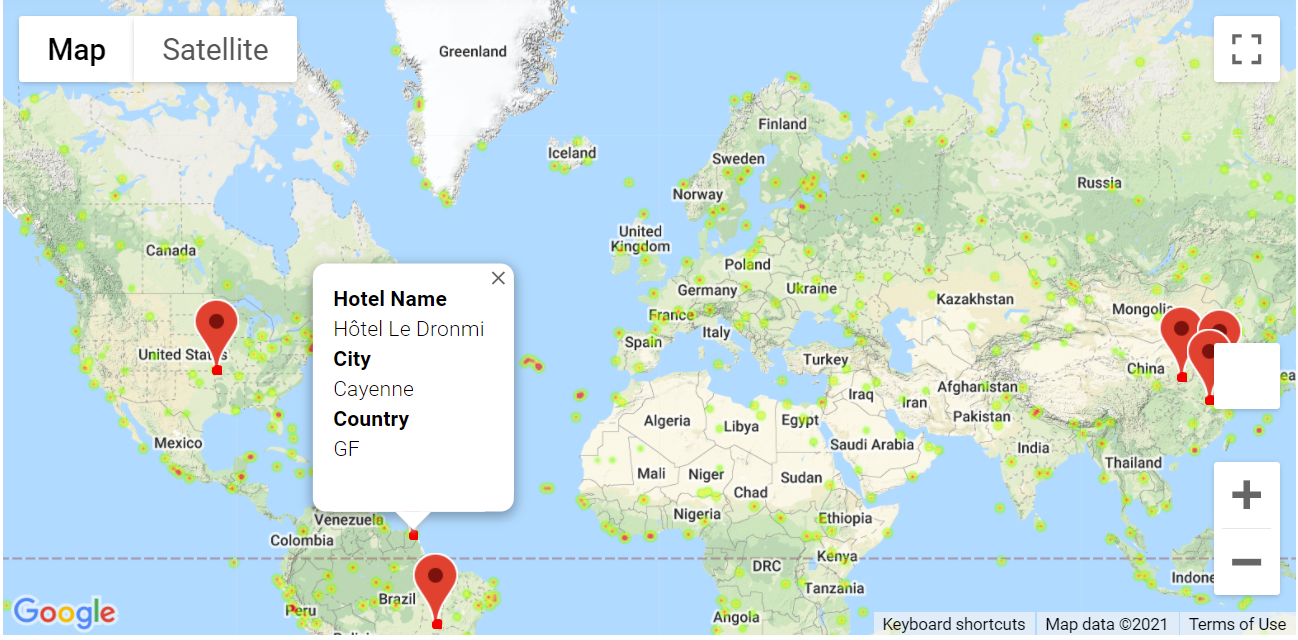 Map
Satellite
Greenland
Iceland
Finland
Sweden
Norway
Russia
United
Kingdom
Canada
Poland
Germany
Ukraine
Kazakhstan
Mongolia
France
Italy
Spain
Turkey
United States
China
Afghanistan
Iraq
Iran
Pakistan
Algeria
Libya
Egypt
Saudi Arabia
India
Mexico
Mali
Niger
Sudan
Thailand
Chad
Nigeria
Ethiopia
Venezuela
Colombia
Kenya
DRC
Indone
Tanzania
Brazil
Peru
Angola
Hotel Name
Hôtel Le Dronmi
City
Cayenne
Country
GF
Google
Keyboard shortcuts
Map data ©2021
Terms of Use